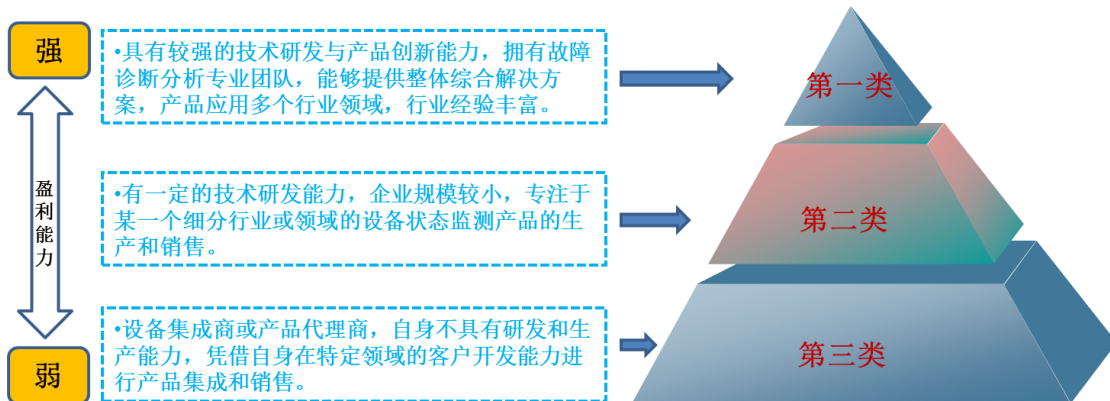 强
•具有较强的技术研发与产品创新能力，拥有故障
诊断分析专业团队，能够提供整体综合解决方
案，产品应用多个行业领域，行业经验丰富。
第一类
盈利能力
•有一定的技术研发能力，企业规模较小，专注于
某一个细分行业或领域的设备状态监测产品的生
产和销售。
第二类
弱
•设备集成商或产品代理商，自身不具有研发和生
产能力，凭借自身在特定领域的客户开发能力进
行产品集成和销售。
第三类